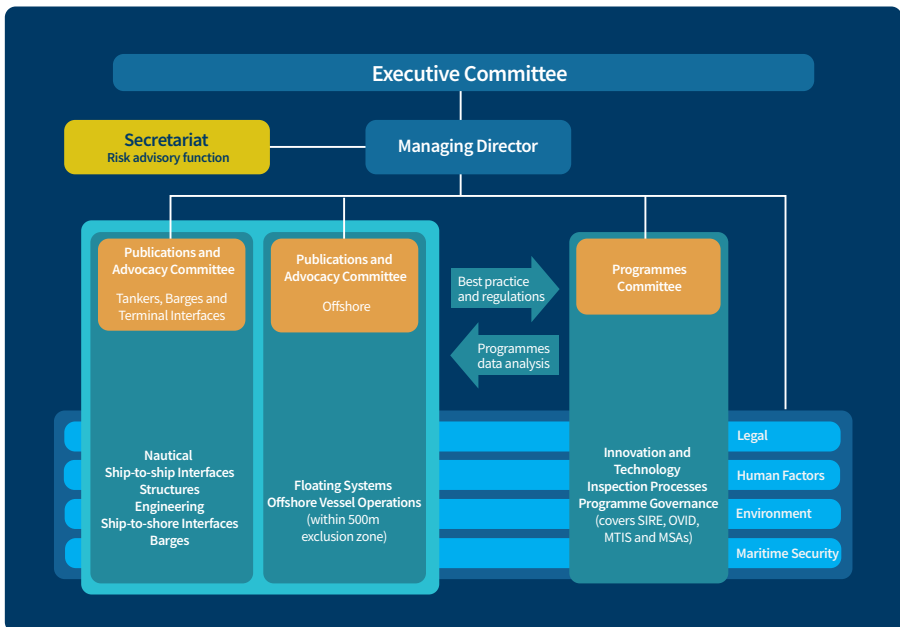 Executive Committee
Secretariat
Risk advisory function
Managing Director
Publications and
Advocacy Committee
Tankers, Barges and
Terminal Interfaces
Publications and
Advocacy Committee
Offshore
Best practice
and regulations
Programmes
data analysis
Programmes
Committee
Nautical
Ship-to-ship Interfaces
Structures
Engineering
Ship-to-shore Interfaces
Barges
Floating Systems
Offshore Vessel Operations
(within 500m
exclusion zone)
Innovation and
Technology
Inspection Processes
Programme Governance
(covers SIRE, OVID,
MTIS and MSAs)
Legal
Human Factors
Environment
Maritime Security